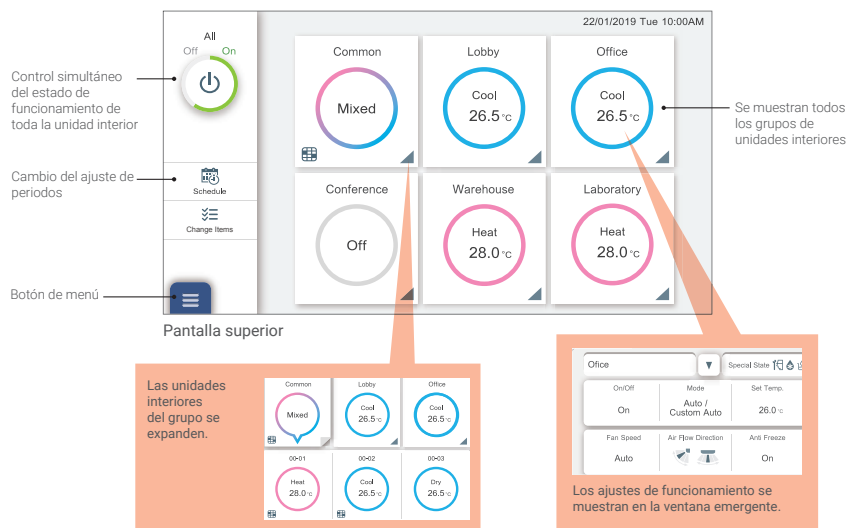 22/01/2019 Tue 10:00AM
All
Off On
Control simultáneo
del estado de
funcionamiento de
toda la unidad interior
Cambio del ajuste de
periodos
Schedule
Change Items
Botón de menú
Common
Mixed
Lobby
Cool
26.5 °C
Office
Cool
26.5 °C
Se muestran todos
los grupos de
unidades interiores
Conference
Off
Warehouse
Heat
28.0 °C
Laboratory
Heat
28.0 °C
Pantalla superior
Las unidades
interiores
del grupo se
expanden.
Common
Mixed
Lobby
Cool
26.5 °C
Office
Cool
26.5 °C
00-01
Heat
28.0 °C
00-02
Cool
26.5 °C
00-03
Dry
26.5 °C
Ofice
Special State
On/Off
On
Mode
Auto /
Custom Auto
Set Temp.
26.0 °C
Fan Speed
Auto
Air Flow Direction
Anti Freeze
On
Los ajustes de funcionamiento se
muestran en la ventana emergente.